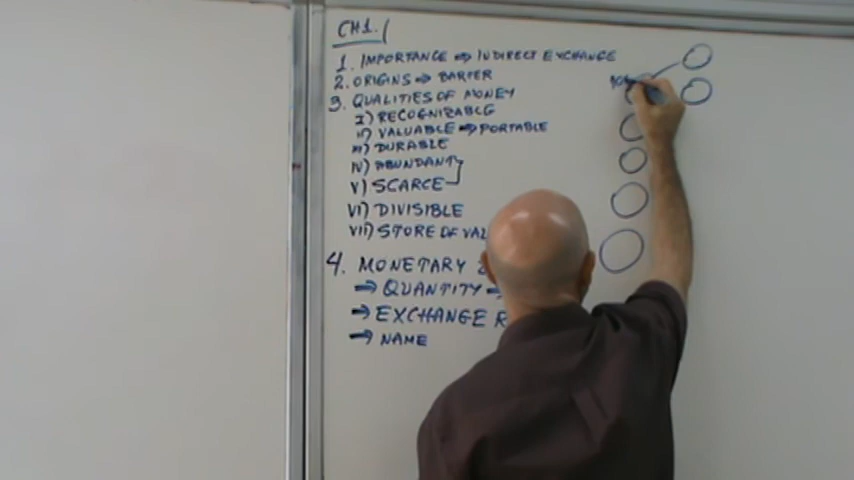 CH1.
1. IMPORTANCE ⇒ INDIRECT EXCHANGE
2. ORIGINS ⇒ BARTER
3. QUALITIES OF MONEY
I) RECOGNIZABLE
II) VALUABLE ⇒ PORTABLE
III) DURABLE
IV) ABUNDANT
V) SCARCE
VI) DIVISIBLE
VII) STORE OF VAL
4. MONETARY
⇒ QUANTITY ⇒
⇒ EXCHANGE R
⇒ NAME